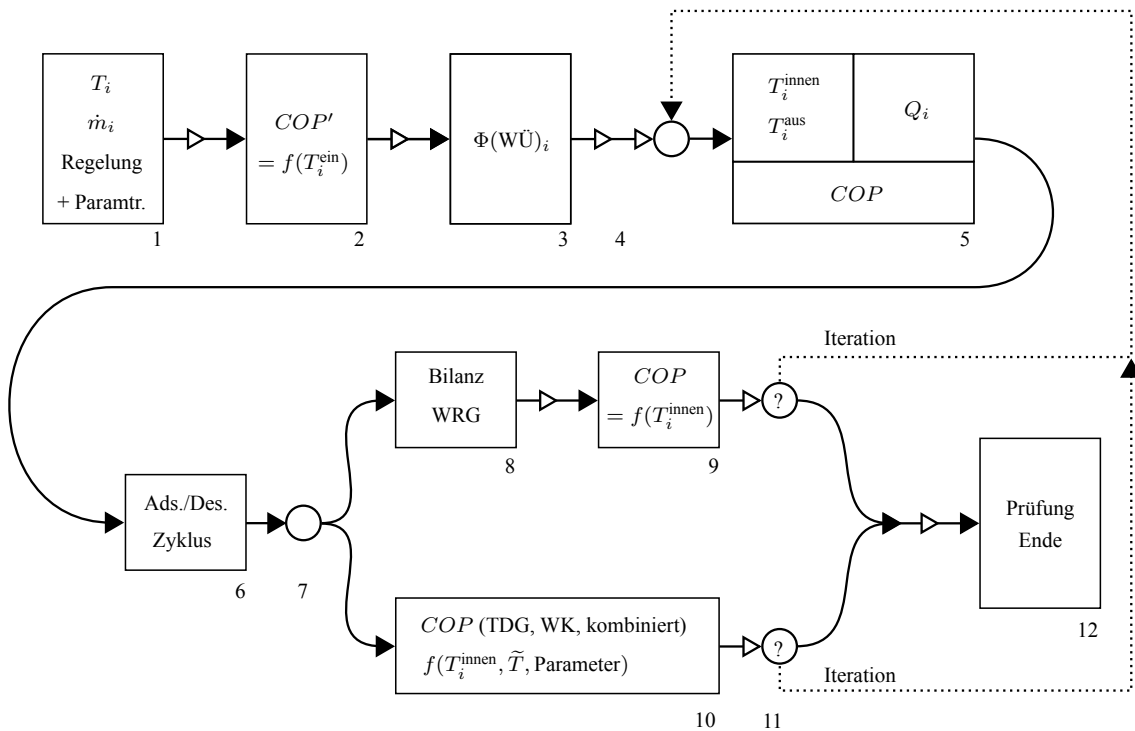 T_i
ṁ_i
Regelung
+ Paramtr.
1
COP′
= f(T_i^ein)
2
Φ(WÜ)_i
3
4
T_i^innen
T_i^aus
Q_i
COP
5
Iteration
Bilanz
WRG
8
COP
= f(T_i^innen)
9
?
Ads./Des.
Zyklus
6
7
Prüfung
Ende
12
COP (TDG, WK, kombiniert)
f(T_i^innen, T̃, Parameter)
10
?
11
Iteration